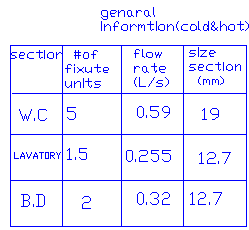 genaral
informtion(cold&hot)
section #of fixute units flow rate (L/s) size section (mm)
W.C 5 0.59 19
LAVATORY 1.5 0.255 12.7
B.D 2 0.32 12.7